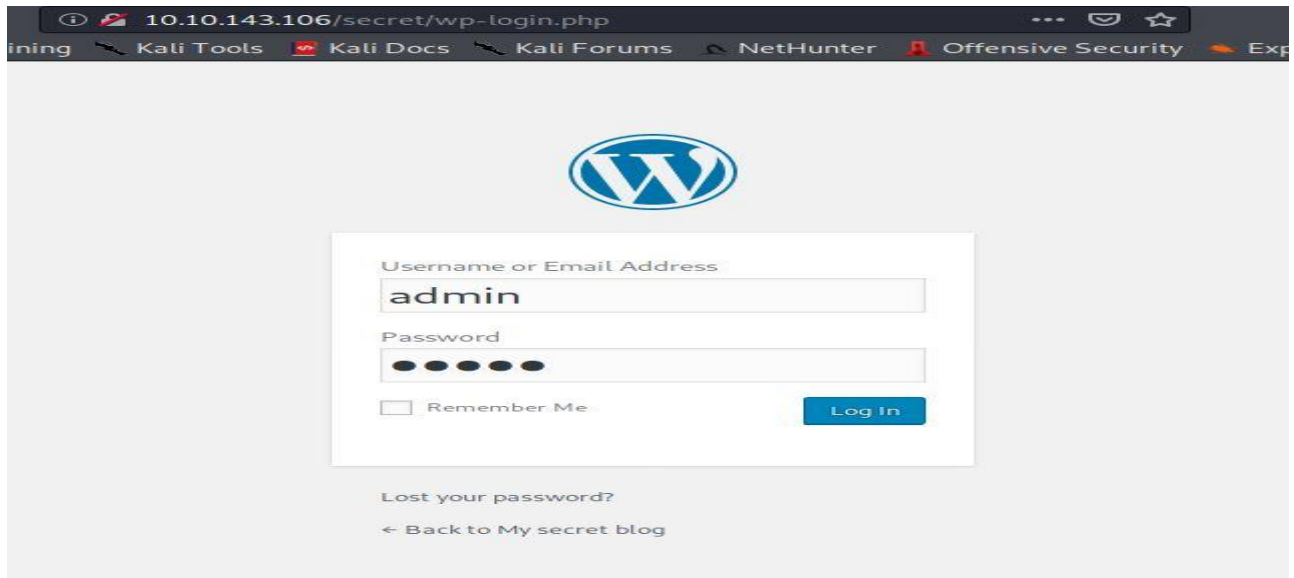 10.10.143.106/secret/wp-login.php
ining Kali Tools Kali Docs Kali Forums NetHunter Offensive Security Exp
Username or Email Address
admin
Password
●●●●●
Remember Me
Log In
Lost your password?
← Back to My secret blog